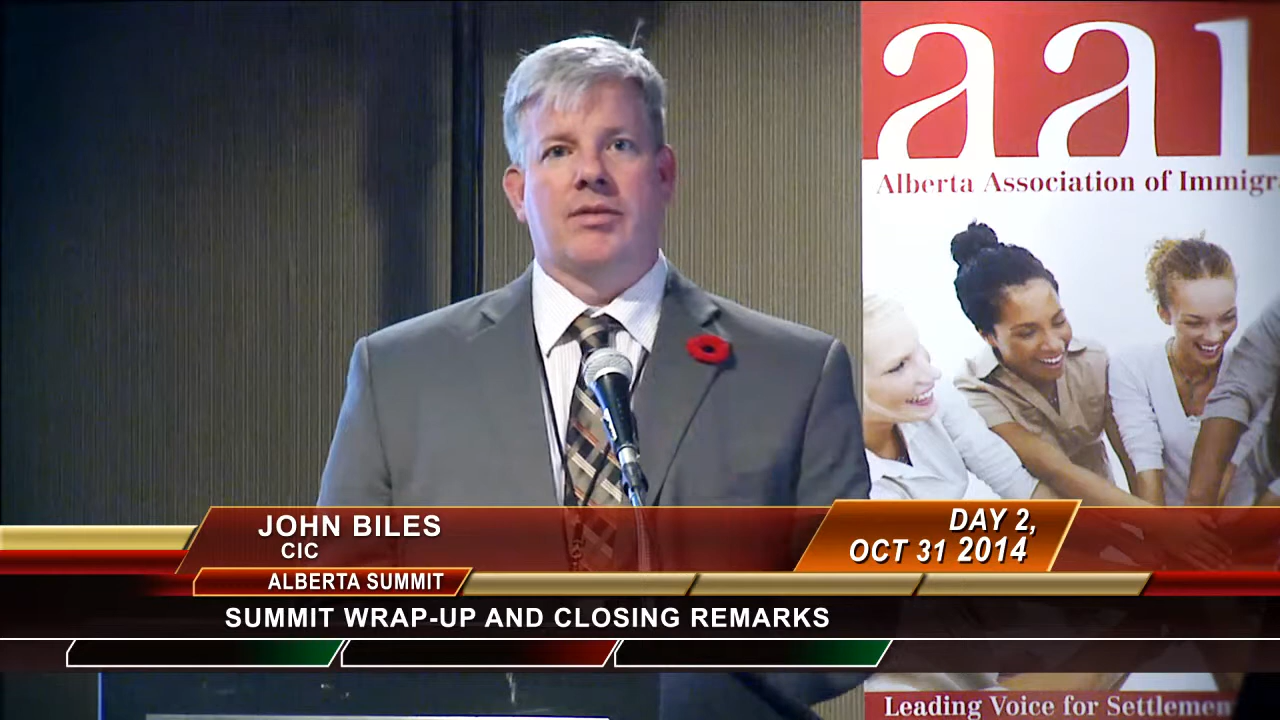 aai
Alberta Association of Immigr
JOHN BILES
CIC
DAY 2,
OCT 31 2014
ALBERTA SUMMIT
SUMMIT WRAP-UP AND CLOSING REMARKS
Leading Voice for Settlemen